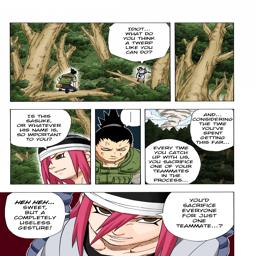 IDIOT...
WHAT DO
YOU THINK
A TWERP
LIKE YOU
CAN DO?
AND...
CONSIDERING
THE TIME
YOU'VE
SPENT
GETTING
THIS FAR...
EVERY TIME
YOU CATCH
UP WITH
US, YOU
SACRIFICE
ONE OF YOUR
TEAMMATES
IN THE
PROCESS...
IS THIS
SASUKE,
OR WHATEVER
HIS NAME IS,
SO IMPORTANT
TO YOU?
YOU'D
SACRIFICE
EVERYONE
FOR JUST
ONE
TEAMMATE...?
HEH HEH...
SWEET,
BUT A
COMPLETELY
USELESS
GESTURE!